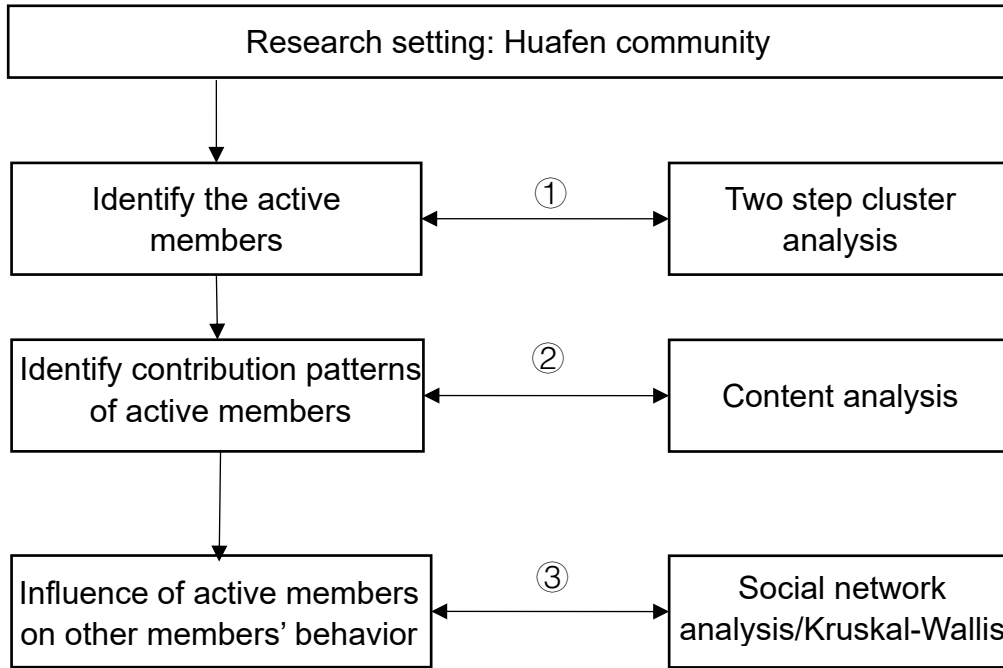 Research setting: Huafen community
Identify the active
members
①
Two step cluster
analysis
Identify contribution patterns
of active members
②
Content analysis
Influence of active members
on other members’ behavior
③
Social network
analysis/Kruskal-Wallis